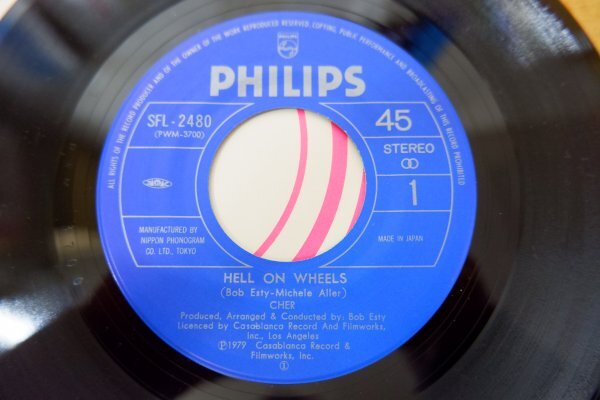 ALL RIGHTS OF THE RECORD PRODUCER AND OF THE OWNER OF THE WORK REPRODUCED RESERVED. COPYING, PUBLIC PERFORMANCE AND BROADCASTING OF THIS RECORD PROHIBITED
PHILIPS
PHILIPS
SFL-2480
(PWM-3700)
45
STEREO
1
MANUFACTURED BY
NIPPON PHONOGRAM
CO. LTD., TOKYO
MADE IN JAPAN
HELL ON WHEELS
(Bob Esty-Michele Aller)
CHER
Produced, Arranged & Conducted by: Bob Esty
Licenced by Casablanca Record And Filmworks,
Inc., Los Angeles
Ⓟ1979 Casablanca Record &
Filmworks, Inc.
①